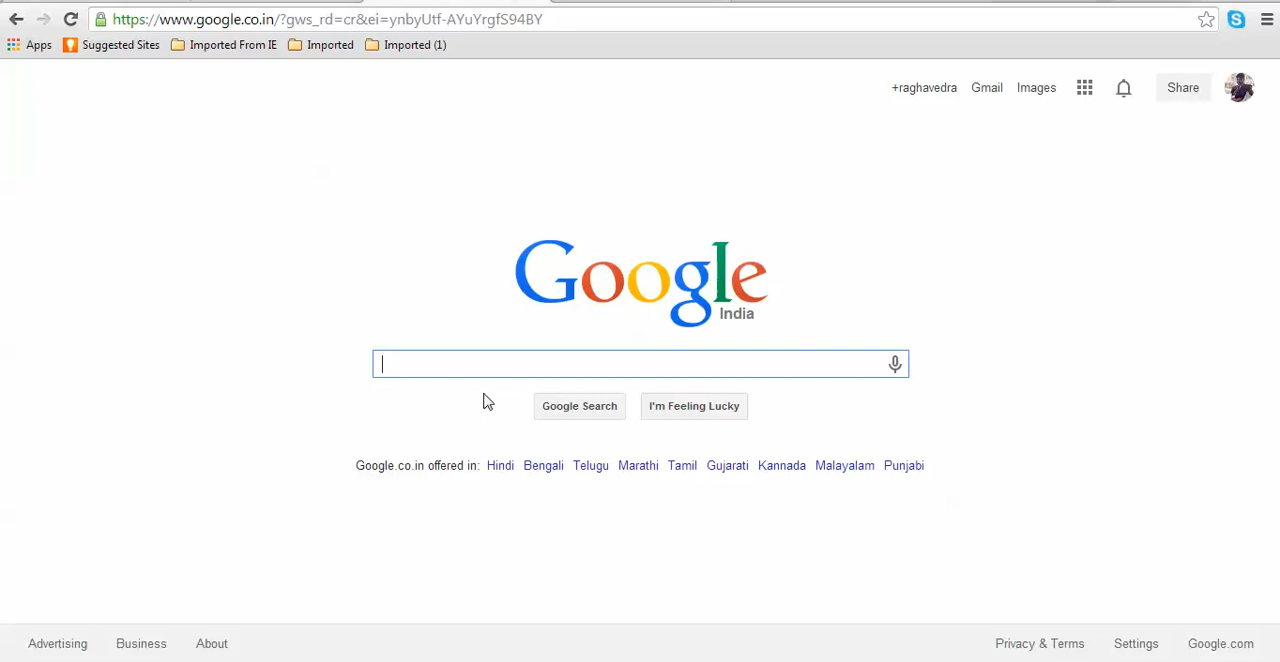 https://www.google.co.in/?gws_rd=cr&ei=ynbyUtf-AYuYrgfS94BY
Apps Suggested Sites Imported From IE Imported Imported (1)
+raghavedra Gmail Images Share
Google
India
Google Search I'm Feeling Lucky
Google.co.in offered in: Hindi Bengali Telugu Marathi Tamil Gujarati Kannada Malayalam Punjabi
Advertising Business About Privacy & Terms Settings Google.com